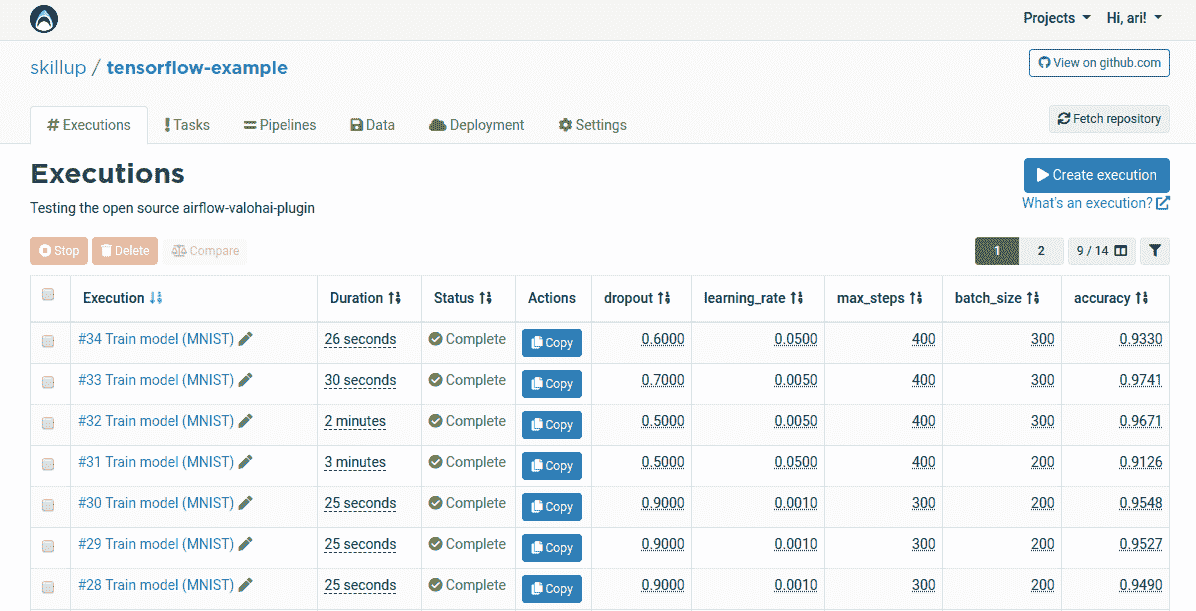 Projects Hi, ari!
skillup / tensorflow-example
View on github.com
# Executions Tasks Pipelines Data Deployment Settings
Fetch repository
Executions
Create execution
Testing the open source airflow-valohai-plugin
What's an execution?
Stop Delete Compare
1 2 9 / 14
Execution Duration Status Actions dropout learning_rate max_steps batch_size accuracy
#34 Train model (MNIST) 26 seconds Complete Copy 0.6000 0.0500 400 300 0.9330
#33 Train model (MNIST) 30 seconds Complete Copy 0.7000 0.0050 400 300 0.9741
#32 Train model (MNIST) 2 minutes Complete Copy 0.5000 0.0050 400 300 0.9671
#31 Train model (MNIST) 3 minutes Complete Copy 0.5000 0.0500 400 200 0.9126
#30 Train model (MNIST) 25 seconds Complete Copy 0.9000 0.0010 300 200 0.9548
#29 Train model (MNIST) 25 seconds Complete Copy 0.9000 0.0010 300 200 0.9527
#28 Train model (MNIST) 25 seconds Complete Copy 0.9000 0.0010 300 200 0.9490